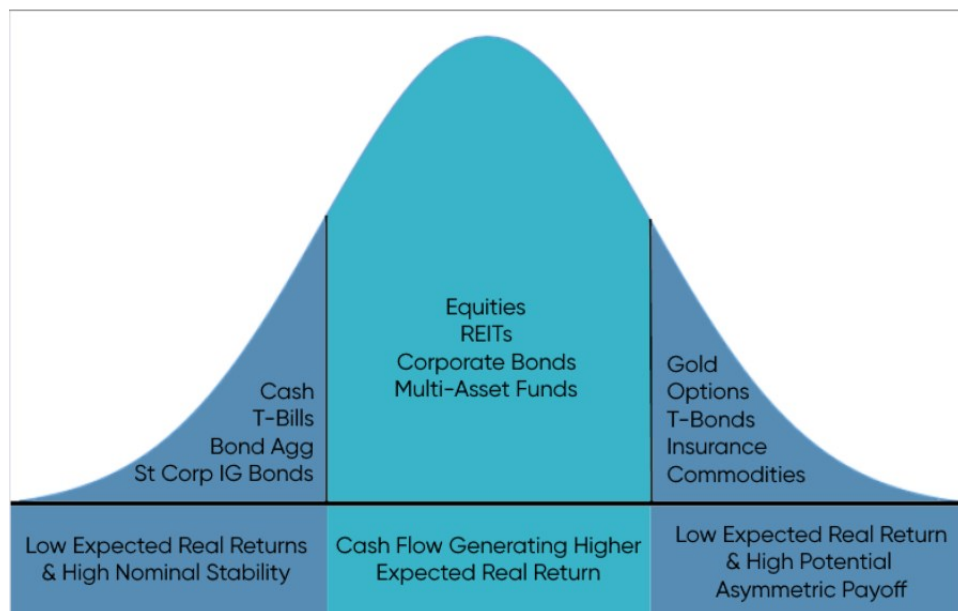 Equities
REITs
Corporate Bonds
Multi-Asset Funds
Cash
T-Bills
Bond Agg
St Corp IG Bonds
Gold
Options
T-Bonds
Insurance
Commodities
Low Expected Real Returns
& High Nominal Stability
Cash Flow Generating Higher
Expected Real Return
Low Expected Real Return
& High Potential
Asymmetric Payoff